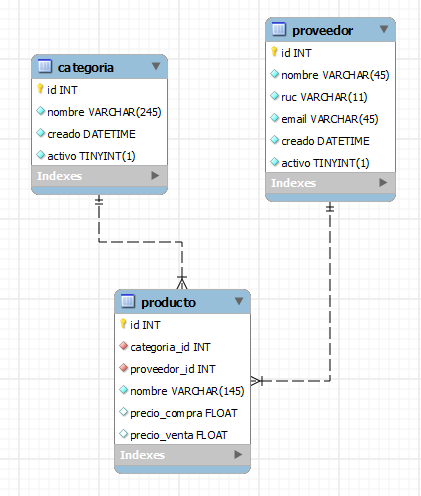 categoria
id INT
nombre VARCHAR(245)
creado DATETIME
activo TINYINT(1)
Indexes
proveedor
id INT
nombre VARCHAR(45)
ruc VARCHAR(11)
email VARCHAR(45)
creado DATETIME
activo TINYINT(1)
Indexes
producto
id INT
categoria_id INT
proveedor_id INT
nombre VARCHAR(145)
precio_compra FLOAT
precio_venta FLOAT
Indexes